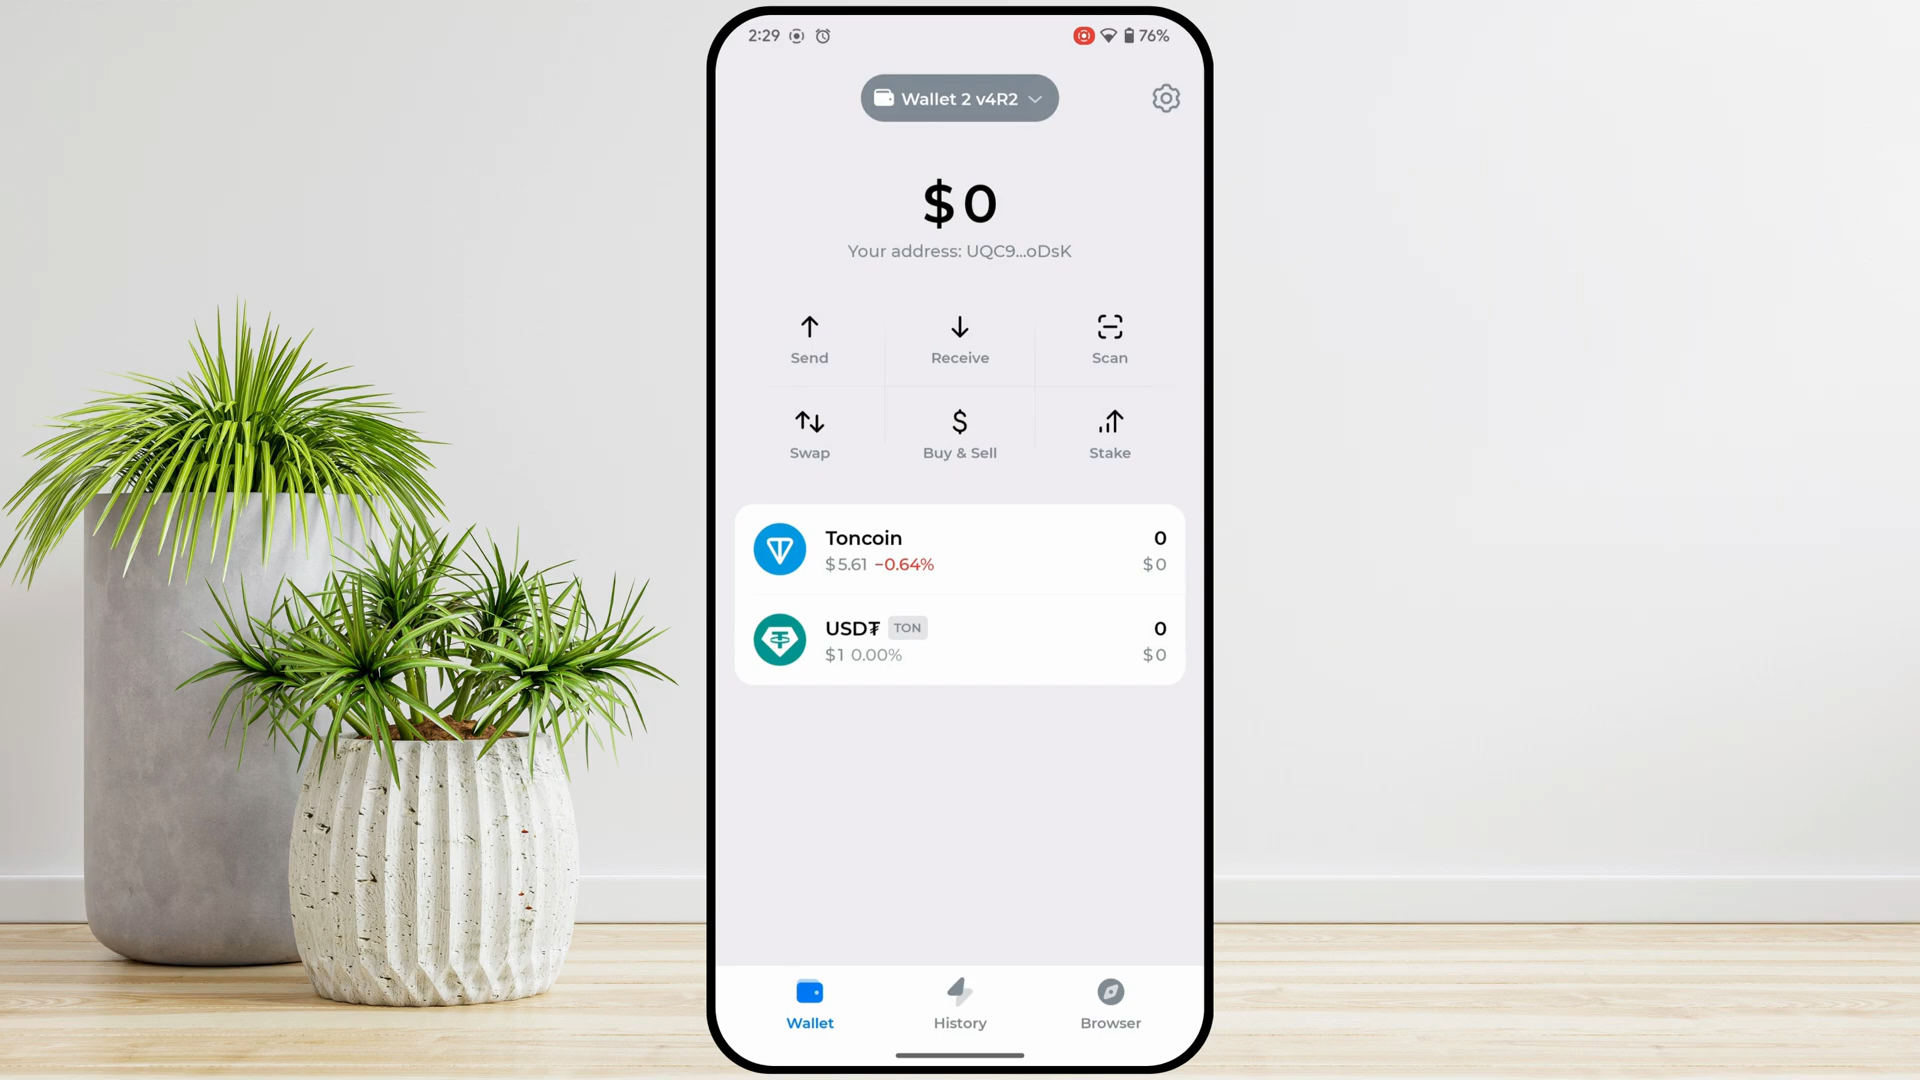 2:29 76%
Wallet 2 v4R2
$ 0
Your address: UQC9...oDsK
Send Receive Scan
Swap Buy & Sell Stake
Toncoin 0
$ 5.61 −0.64% $ 0
USD₮ TON 0
$ 1 0.00% $ 0
Wallet History Browser